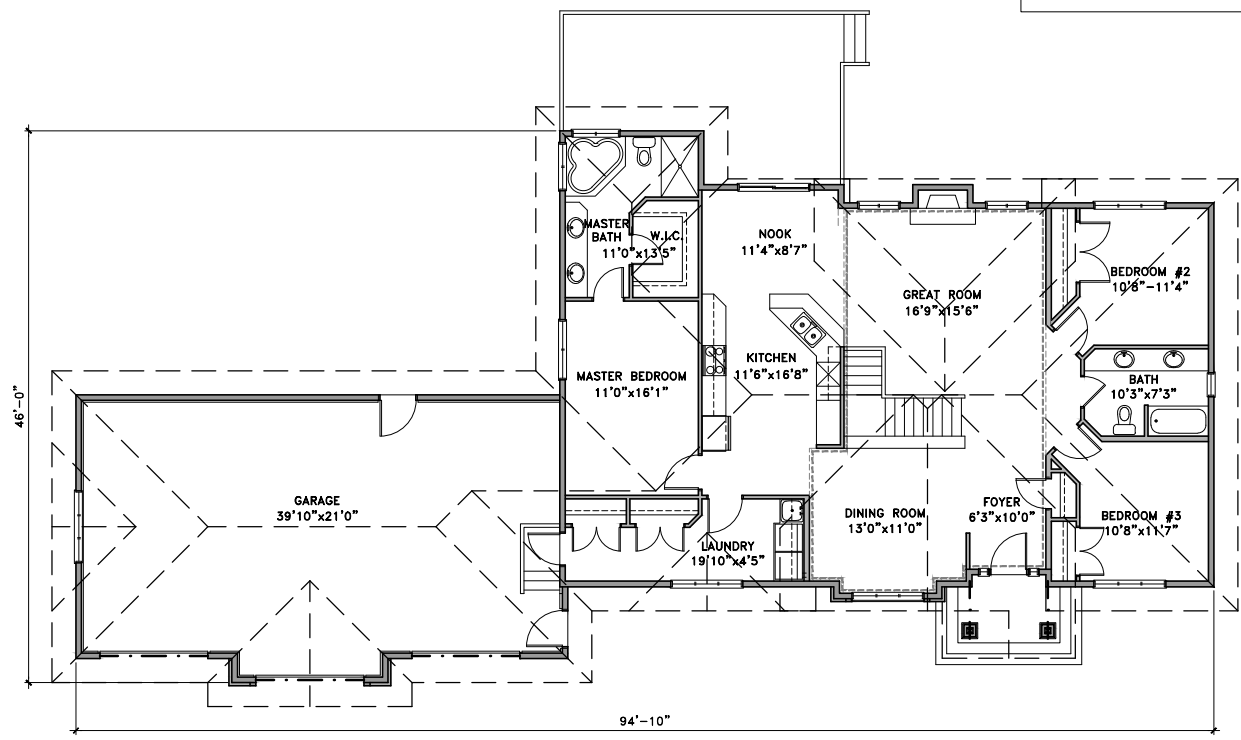 MASTER
BATH
11'0"x13'5"
W.I.C.
NOOK
11'4"x8'7"
GREAT ROOM
16'9"x15'6"
BEDROOM #2
10'8"-11'4"
MASTER BEDROOM
11'0"x16'1"
KITCHEN
11'6"x16'8"
BATH
10'3"x7'3"
46'-0"
GARAGE
39'10"x21'0"
DINING ROOM
13'0"x11'0"
FOYER
6'3"x10'0"
BEDROOM #3
10'8"x11'7"
LAUNDRY
19'10"x4'5"
94'-10"